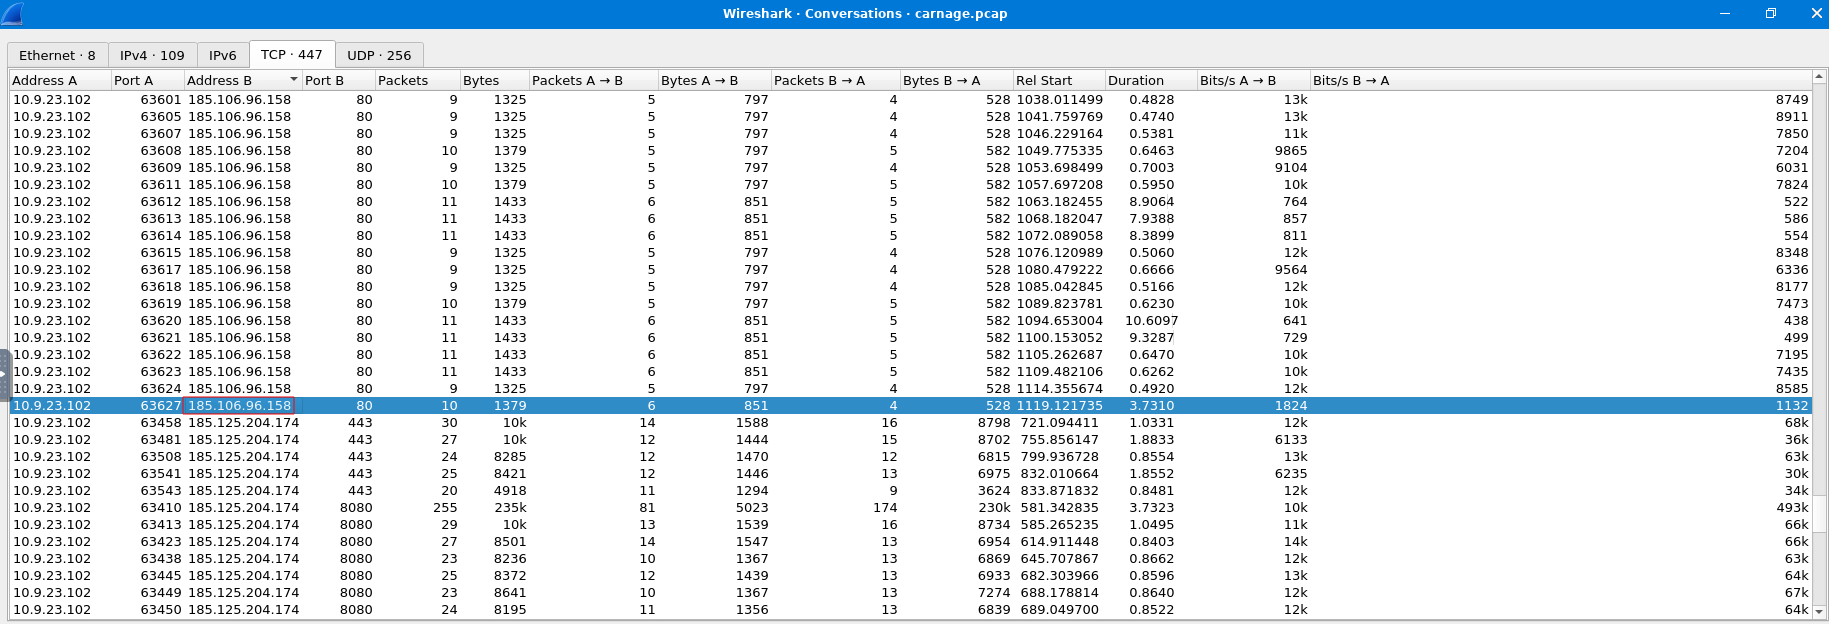 Wireshark · Conversations · carnage.pcap
Ethernet · 8 IPv4 · 109 IPv6 TCP · 447 UDP · 256
Address A Port A Address B Port B Packets Bytes Packets A → B Bytes A → B Packets B → A Bytes B → A Rel Start Duration Bits/s A → B Bits/s B → A
10.9.23.102 63601 185.106.96.158 80 9 1325 5 797 4 528 1038.011499 0.4828 13k 8749
10.9.23.102 63605 185.106.96.158 80 9 1325 5 797 4 528 1041.759769 0.4740 13k 8911
10.9.23.102 63607 185.106.96.158 80 9 1325 5 797 4 528 1046.229164 0.5381 11k 7850
10.9.23.102 63608 185.106.96.158 80 10 1379 5 797 5 582 1049.775335 0.6463 9865 7204
10.9.23.102 63609 185.106.96.158 80 9 1325 5 797 4 528 1053.698499 0.7003 9104 6031
10.9.23.102 63611 185.106.96.158 80 10 1379 5 797 5 582 1057.697208 0.5950 10k 7824
10.9.23.102 63612 185.106.96.158 80 11 1433 6 851 5 582 1063.182455 8.9064 764 522
10.9.23.102 63613 185.106.96.158 80 11 1433 6 851 5 582 1068.182047 7.9388 857 586
10.9.23.102 63614 185.106.96.158 80 11 1433 6 851 5 582 1072.089058 8.3899 811 554
10.9.23.102 63615 185.106.96.158 80 9 1325 5 797 4 528 1076.120989 0.5060 12k 8348
10.9.23.102 63617 185.106.96.158 80 9 1325 5 797 4 528 1080.479222 0.6666 9564 6336
10.9.23.102 63618 185.106.96.158 80 9 1325 5 797 4 528 1085.042845 0.5166 12k 8177
10.9.23.102 63619 185.106.96.158 80 10 1379 5 797 5 582 1089.823781 0.6230 10k 7473
10.9.23.102 63620 185.106.96.158 80 11 1433 6 851 5 582 1094.653004 10.6097 641 438
10.9.23.102 63621 185.106.96.158 80 11 1433 6 851 5 582 1100.153052 9.3287 729 499
10.9.23.102 63622 185.106.96.158 80 11 1433 6 851 5 582 1105.262687 0.6470 10k 7195
10.9.23.102 63623 185.106.96.158 80 11 1433 6 851 5 582 1109.482106 0.6262 10k 7435
10.9.23.102 63624 185.106.96.158 80 9 1325 5 797 4 528 1114.355674 0.4920 12k 8585
10.9.23.102 63627 185.106.96.158 80 10 1379 6 851 4 528 1119.121735 3.7310 1824 1132
10.9.23.102 63458 185.125.204.174 443 30 10k 14 1588 16 8798 721.094411 1.0331 12k 68k
10.9.23.102 63481 185.125.204.174 443 27 10k 12 1444 15 8702 755.856147 1.8833 6133 36k
10.9.23.102 63508 185.125.204.174 443 24 8285 12 1470 12 6815 799.936728 0.8554 13k 63k
10.9.23.102 63541 185.125.204.174 443 25 8421 12 1446 13 6975 832.010664 1.8552 6235 30k
10.9.23.102 63543 185.125.204.174 443 20 4918 11 1294 9 3624 833.871832 0.8481 12k 34k
10.9.23.102 63410 185.125.204.174 8080 255 235k 81 5023 174 230k 581.342835 3.7323 10k 493k
10.9.23.102 63413 185.125.204.174 8080 29 10k 13 1539 16 8734 585.265235 1.0495 11k 66k
10.9.23.102 63423 185.125.204.174 8080 27 8501 14 1547 13 6954 614.911448 0.8403 14k 66k
10.9.23.102 63438 185.125.204.174 8080 23 8236 10 1367 13 6869 645.707867 0.8662 12k 63k
10.9.23.102 63445 185.125.204.174 8080 25 8372 12 1439 13 6933 682.303966 0.8596 13k 64k
10.9.23.102 63449 185.125.204.174 8080 23 8641 10 1367 13 7274 688.178814 0.8640 12k 67k
10.9.23.102 63450 185.125.204.174 8080 24 8195 11 1356 13 6839 689.049700 0.8522 12k 64k